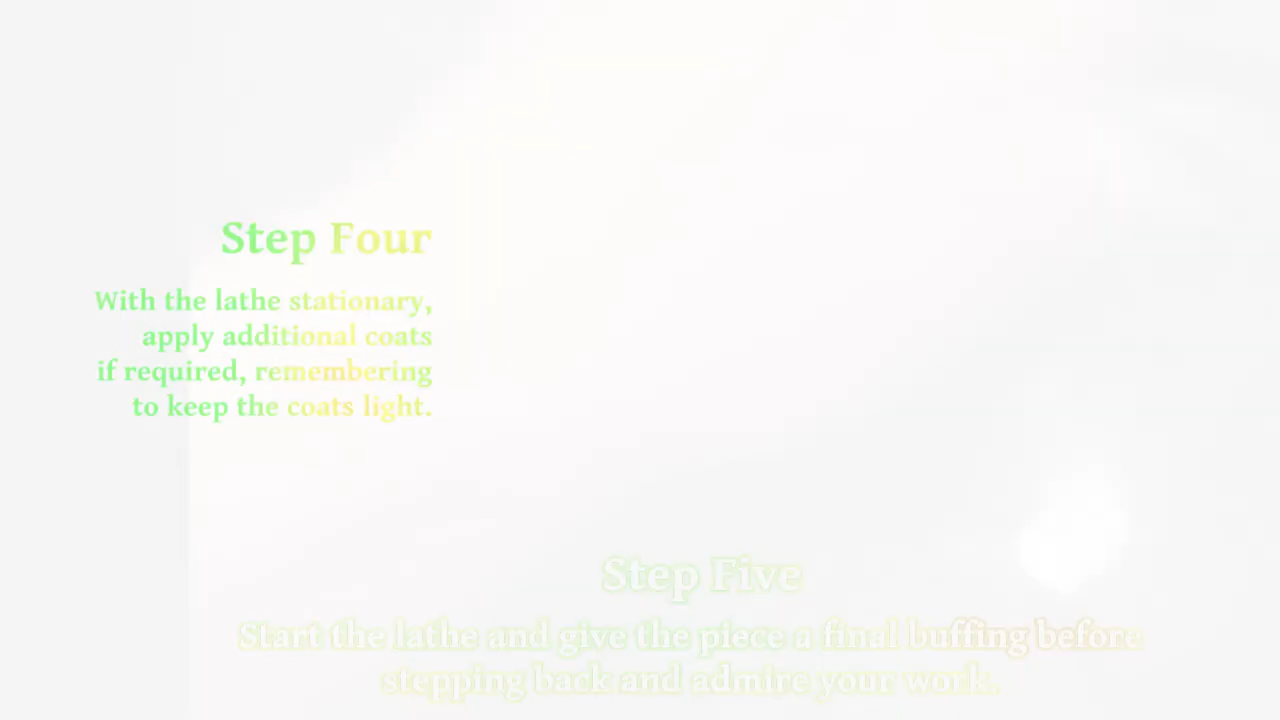 Step Four
With the lathe stationary,
apply additional coats
if required, remembering
to keep the coats light.
Step Five
Start the lathe and give the piece a final buffing before
stepping back and admire your work.